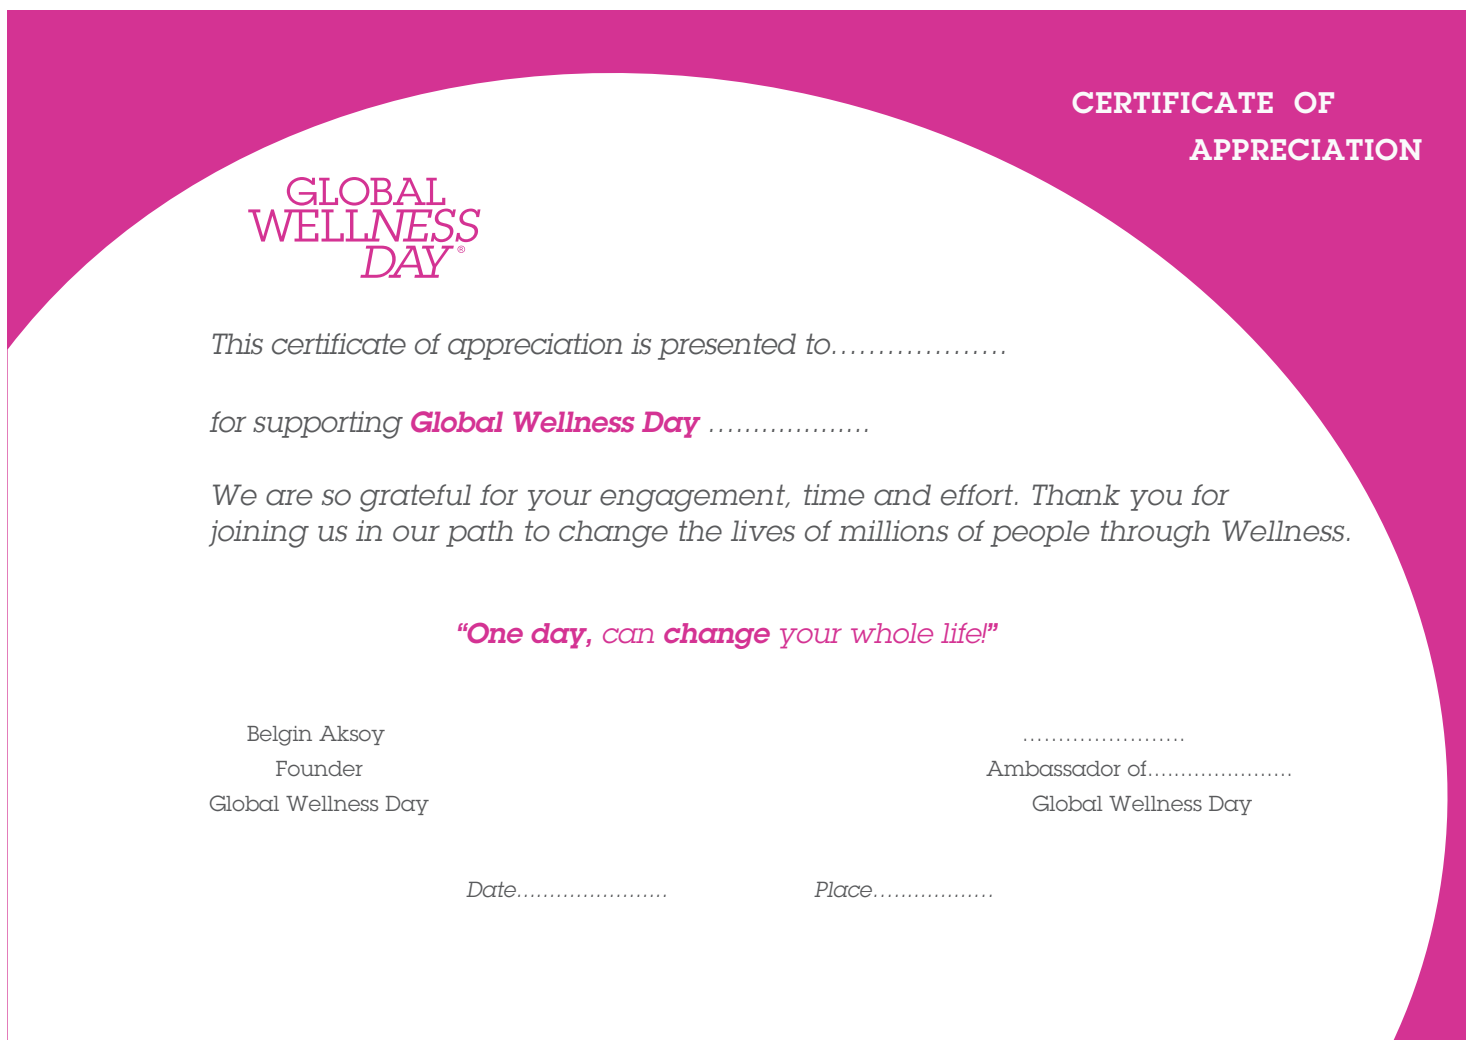 CERTIFICATE OF
APPRECIATION
GLOBAL
WELLNESS
DAY®
This certificate of appreciation is presented to...................
for supporting Global Wellness Day ...................
We are so grateful for your engagement, time and effort. Thank you for
joining us in our path to change the lives of millions of people through Wellness.
“One day, can change your whole life!”
Belgin Aksoy
Founder
Global Wellness Day
.......................
Ambassador of......................
Global Wellness Day
Date.......................
Place..................